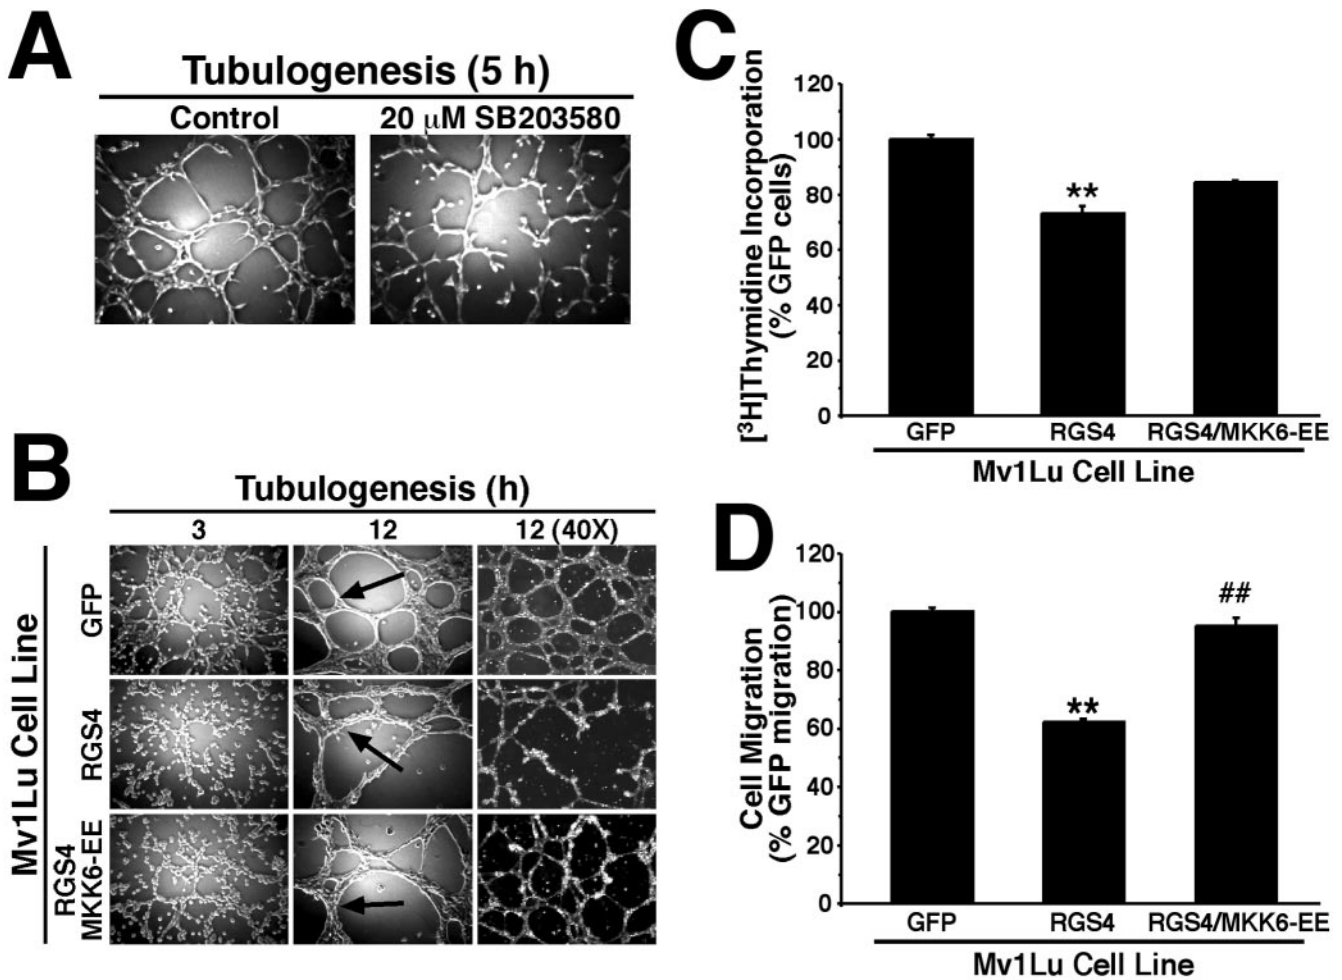 A
Tubulogenesis (5 h)
Control
20 μM SB203580
B
Tubulogenesis (h)
3
12
12 (40X)
Mv1Lu Cell Line
GFP
RGS4
RGS4
MKK6-EE
C
[³H]Thymidine Incorporation
(% GFP cells)
120
100
80
60
40
20
0
**
GFP
RGS4
RGS4/MKK6-EE
Mv1Lu Cell Line
D
Cell Migration
(% GFP migration)
120
100
80
60
40
20
0
**
##
GFP
RGS4
RGS4/MKK6-EE
Mv1Lu Cell Line